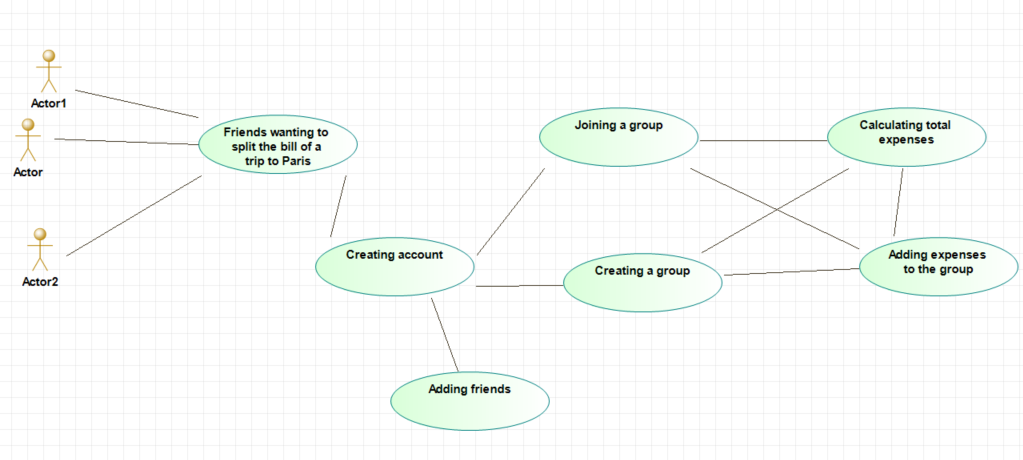 Actor1
Actor
Actor2
Friends wanting to
split the bill of a
trip to Paris
Creating account
Adding friends
Joining a group
Creating a group
Calculating total
expenses
Adding expenses
to the group